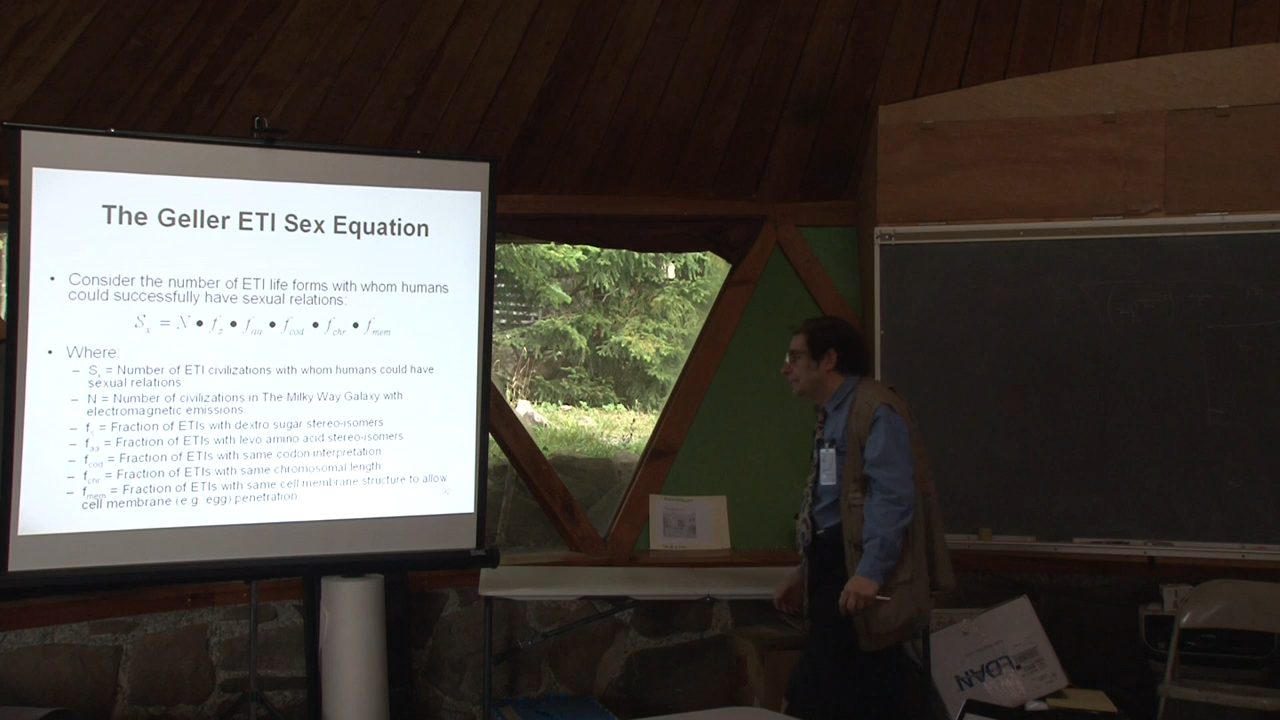 The Geller ETI Sex Equation
• Consider the number of ETI life forms with whom humans
could successfully have sexual relations:
Sx = N • fs • faa • fcod • fchr • fmem
• Where:
– Sx = Number of ETI civilizations with whom humans could have
sexual relations
– N = Number of civilizations in The Milky Way Galaxy with
electromagnetic emissions
– fs = Fraction of ETIs with dextro sugar stereo-isomers
– faa = Fraction of ETIs with levo amino acid stereo-isomers
– fcod = Fraction of ETIs with same codon interpretation
– fchr = Fraction of ETIs with same chromosomal length
– fmem = Fraction of ETIs with same cell membrane structure to allow
cell membrane (e.g. egg) penetration